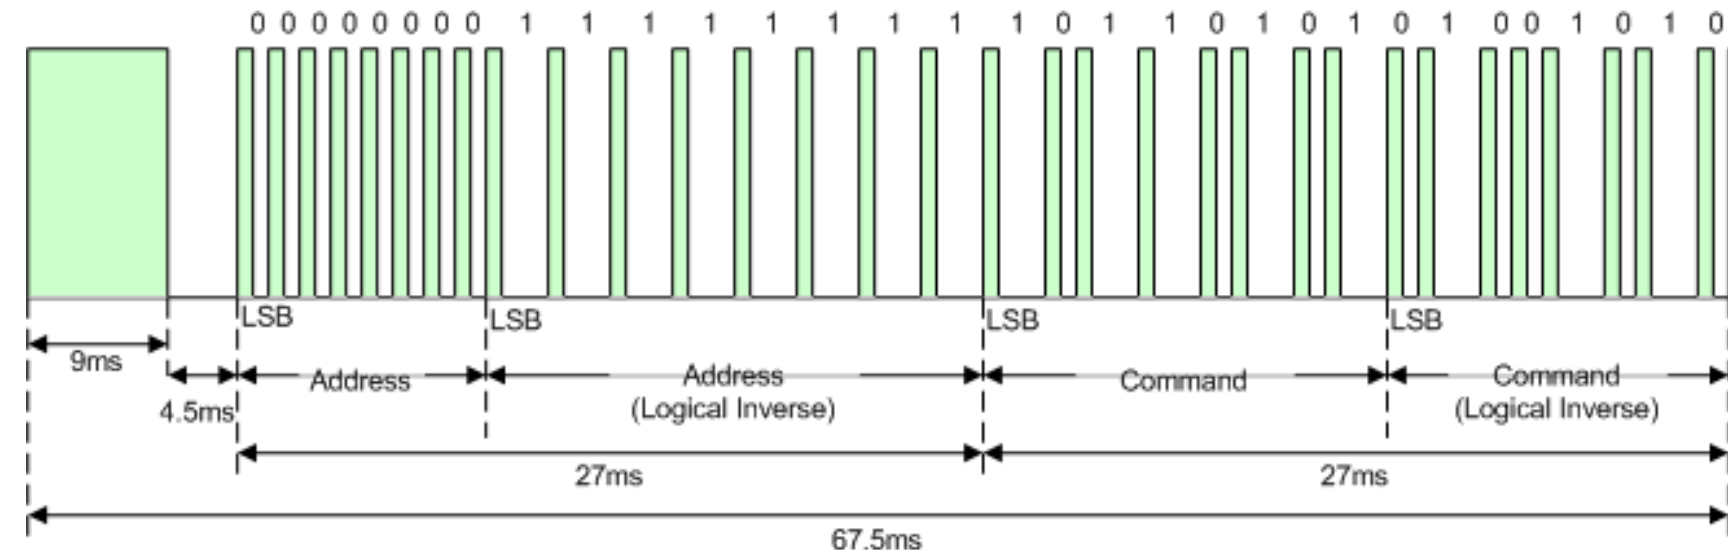 0 0 0 0 0 0 0 0 1 1 1 1 1 1 1 1 1 0 1 1 0 1 0 1 0 1 0 0 1 0 1 0
LSB LSB LSB LSB
9ms
Address Address Command Command
4.5ms (Logical Inverse) (Logical Inverse)
27ms 27ms
67.5ms